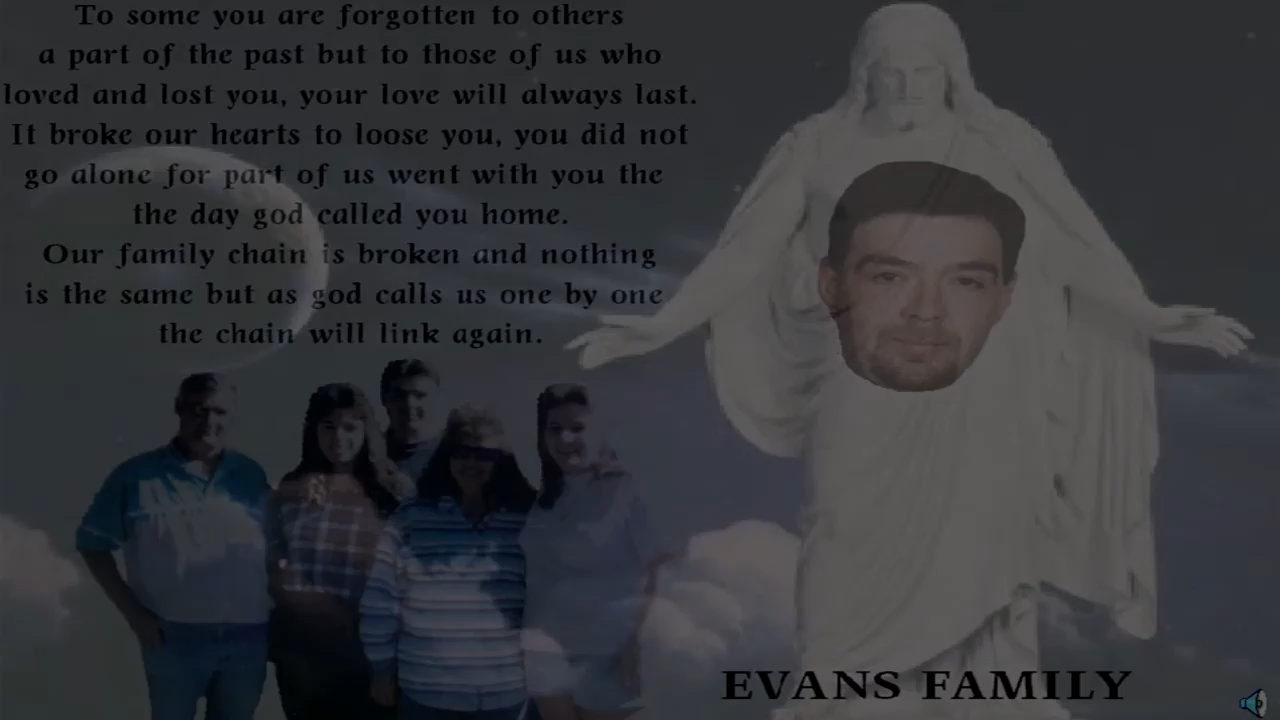 To some you are forgotten to others
a part of the past but to those of us who
loved and lost you, your love will always last.
It broke our hearts to loose you, you did not
go alone for part of us went with you the
the day god called you home.
Our family chain is broken and nothing
is the same but as god calls us one by one
the chain will link again.
EVANS FAMILY